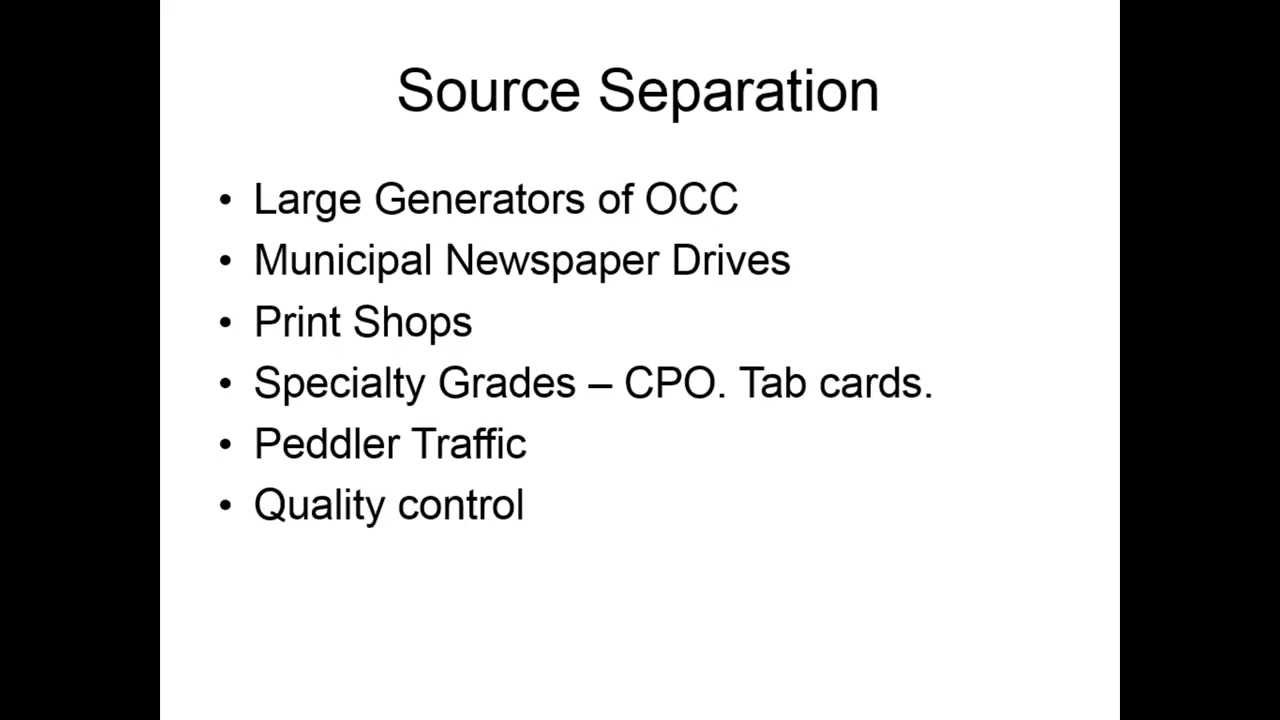 Source Separation
• Large Generators of OCC
• Municipal Newspaper Drives
• Print Shops
• Specialty Grades – CPO. Tab cards.
• Peddler Traffic
• Quality control